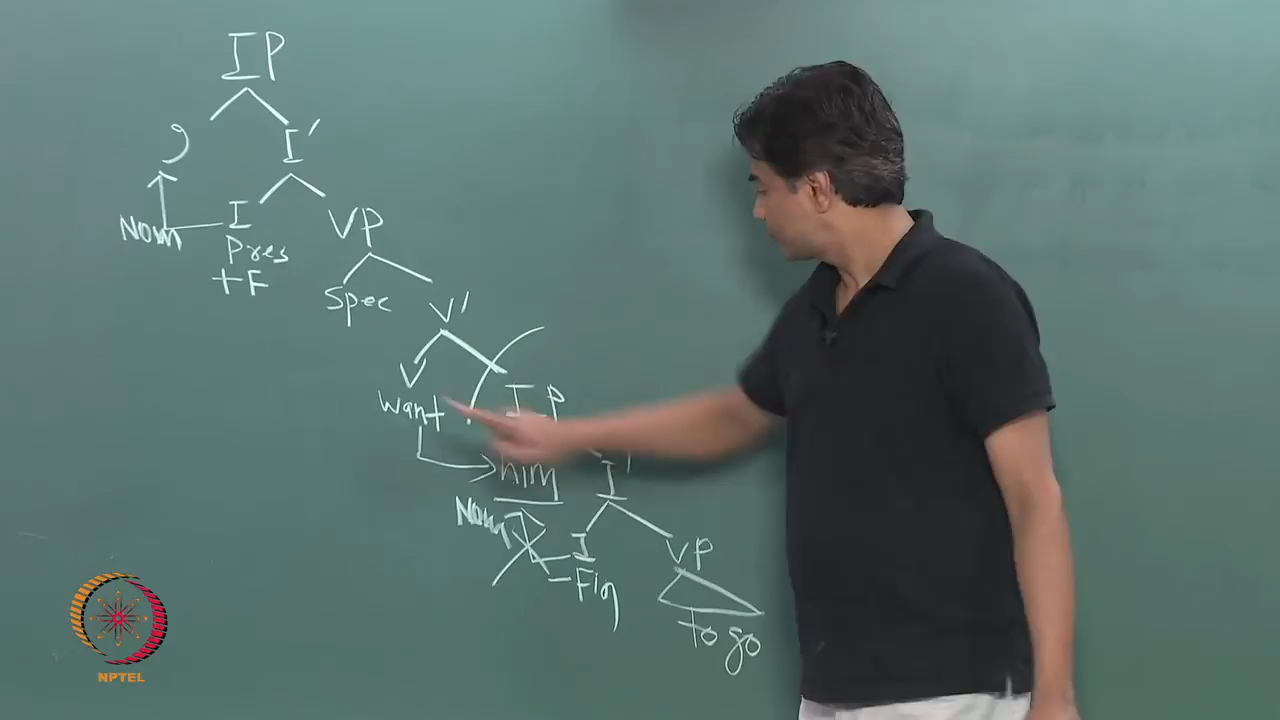 IP
I'
I
Nom
VP
Pres
+F
Spec
V'
V
IP
want
him
I'
Nom
I
VP
-Fin
to go
NPTEL